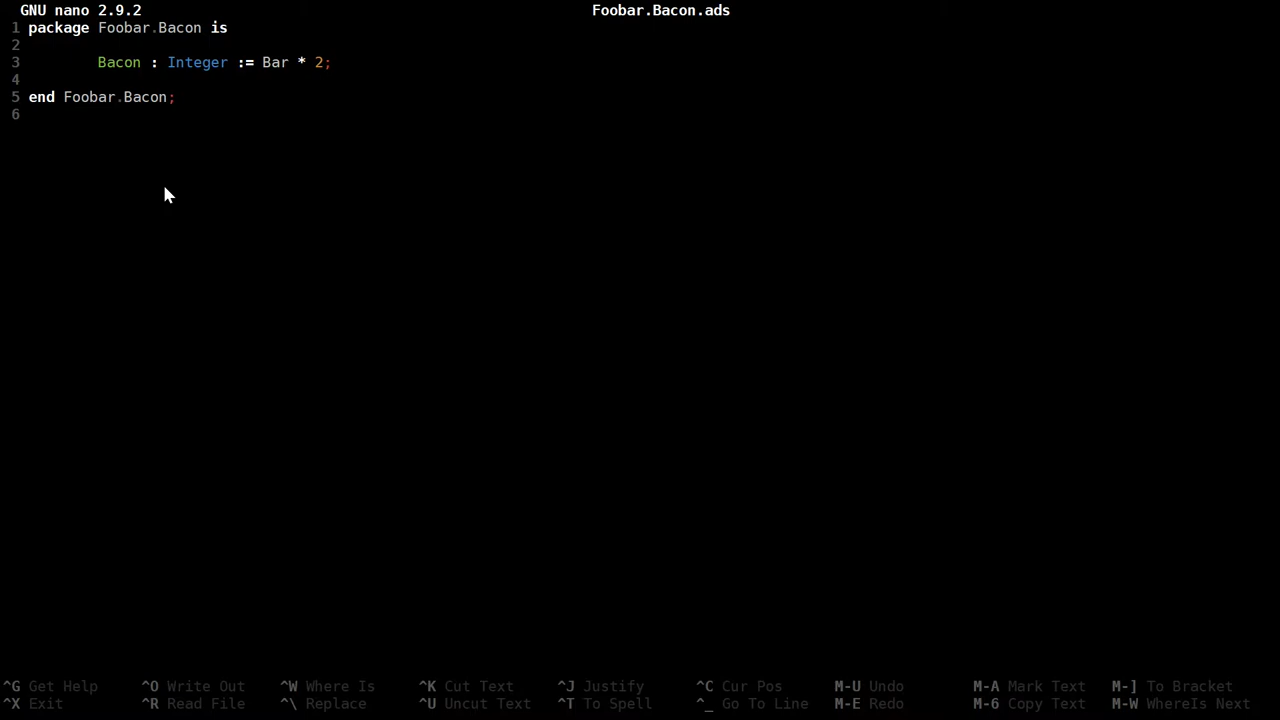 GNU nano 2.9.2 Foobar.Bacon.ads
1 package Foobar.Bacon is
2
3 Bacon : Integer := Bar * 2;
4
5 end Foobar.Bacon;
6
^G Get Help ^O Write Out ^W Where Is ^K Cut Text ^J Justify ^C Cur Pos M-U Undo M-A Mark Text M-] To Bracket
^X Exit ^R Read File ^\ Replace ^U Uncut Text ^T To Spell ^_ Go To Line M-E Redo M-6 Copy Text M-W WhereIs Next